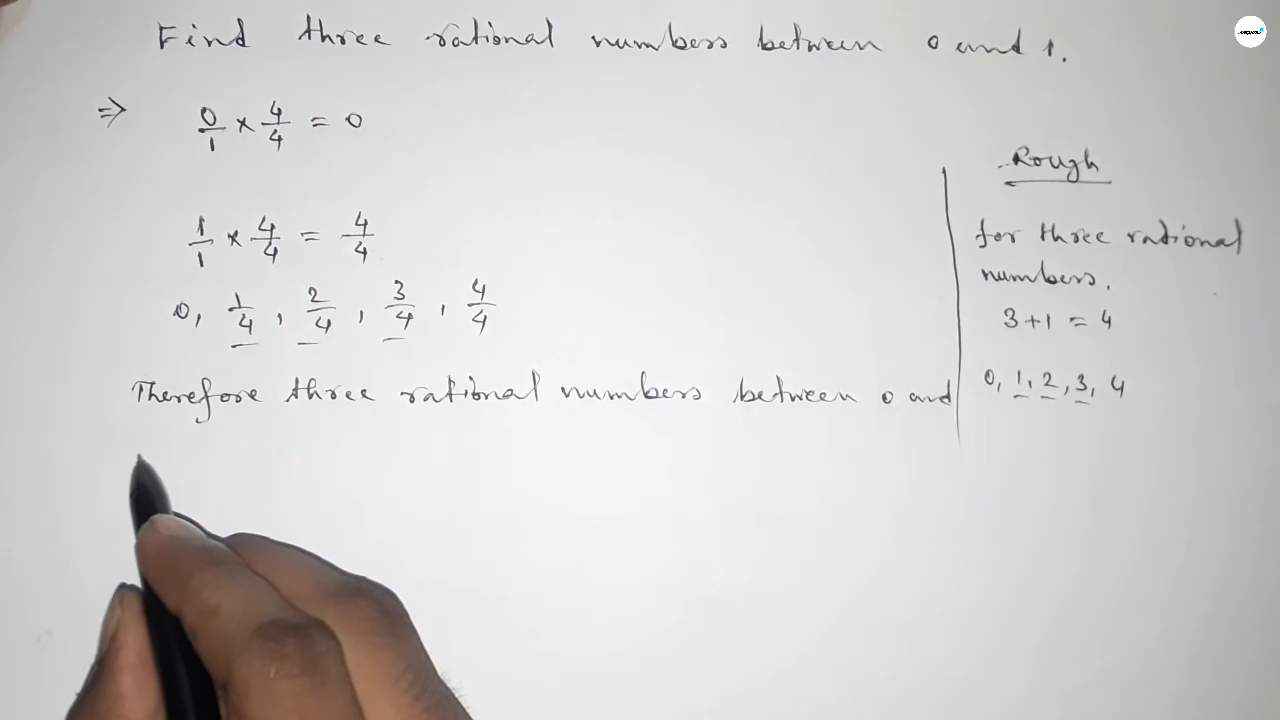 Find three rational numbers between 0 and 1.
⇒ 0/1 × 4/4 = 0
1/1 × 4/4 = 4/4
0, 1/4, 2/4, 3/4, 4/4
Therefore three rational numbers between 0 and
Rough
for three rational
numbers.
3+1 = 4
0, 1, 2, 3, 4